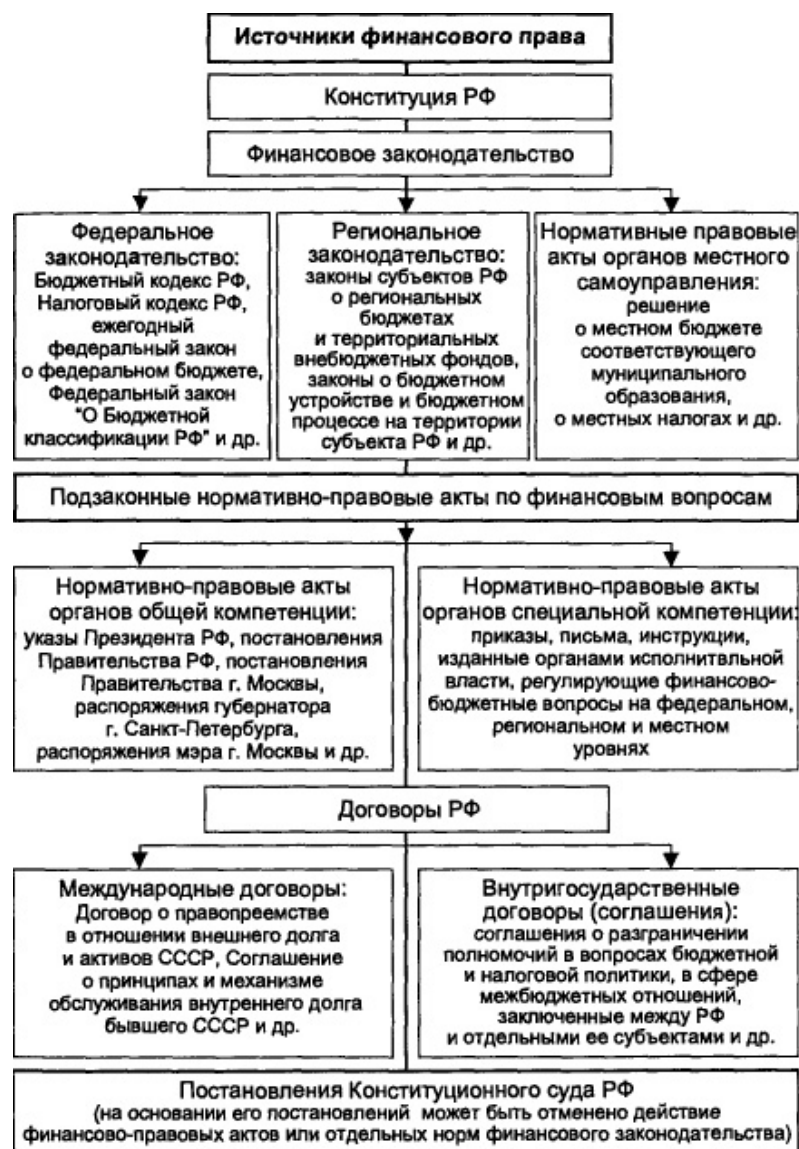 Источники финансового права
Конституция РФ
Финансовое законодательство
Федеральное
законодательство:
Бюджетный кодекс РФ,
Налоговый кодекс РФ,
ежегодный
федеральный закон
о федеральном бюджете,
Федеральный закон
"О Бюджетной
классификации РФ" и др.
Региональное
законодательство:
законы субъектов РФ
о региональных
бюджетах
и территориальных
внебюджетных фондов,
законы о бюджетном
устройстве и бюджетном
процессе на территории
субъекта РФ и др.
Нормативные правовые
акты органов местного
самоуправления:
решение
о местном бюджете
соответствующего
муниципального
образования,
о местных налогах и др.
Подзаконные нормативно-правовые акты по финансовым вопросам
Нормативно-правовые акты
органов общей компетенции:
указы Президента РФ, постановления
Правительства РФ, постановления
Правительства г. Москвы,
распоряжения губернатора
г. Санкт-Петербурга,
распоряжения мэра г. Москвы и др.
Нормативно-правовые акты
органов специальной компетенции:
приказы, письма, инструкции,
изданные органами исполнитвльной
власти, регулирующие финансово-
бюджетные вопросы на федеральном,
региональном и местном
уровнях
Договоры РФ
Международные договоры:
Договор о правопреемстве
в отношении внешнего долга
и активов СССР, Соглашение
о принципах и механизме
обслуживания внутреннего долга
бывшего СССР и др.
Внутригосударственные
договоры (соглашения):
соглашения о разграничении
полномочий в вопросах бюджетной
и налоговой политики, в сфере
межбюджетных отношений,
заключенные между РФ
и отдельными ее субъектами и др.
Постановления Конституционного суда РФ
(на основании его постановлений может быть отменено действие
финансово-правовых актов или отдельных норм финансового законодательства)